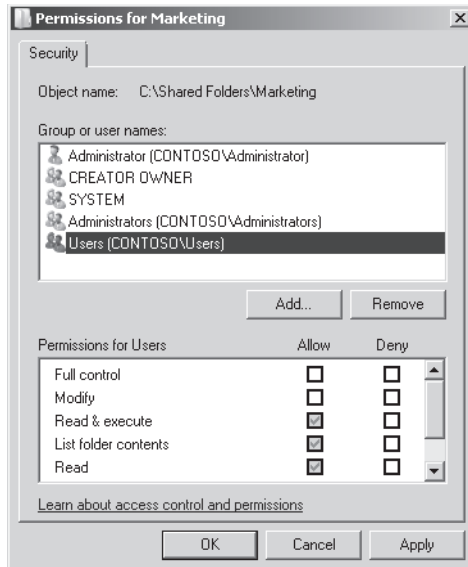 Permissions for Marketing
Security
Object name: C:\Shared Folders\Marketing
Group or user names:
Administrator (CONTOSO\Administrator)
CREATOR OWNER
SYSTEM
Administrators (CONTOSO\Administrators)
Users (CONTOSO\Users)
Add... Remove
Permissions for Users Allow Deny
Full control
Modify
Read & execute
List folder contents
Read
Learn about access control and permissions
OK Cancel Apply